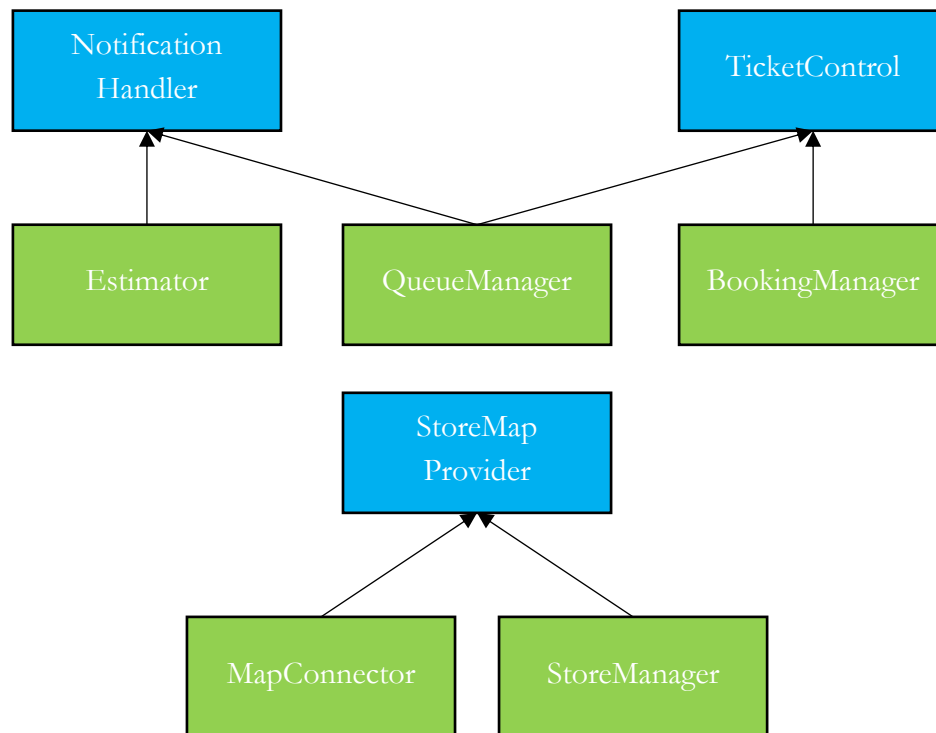 Notification
Handler
TicketControl
Estimator
QueueManager
BookingManager
StoreMap
Provider
MapConnector
StoreManager